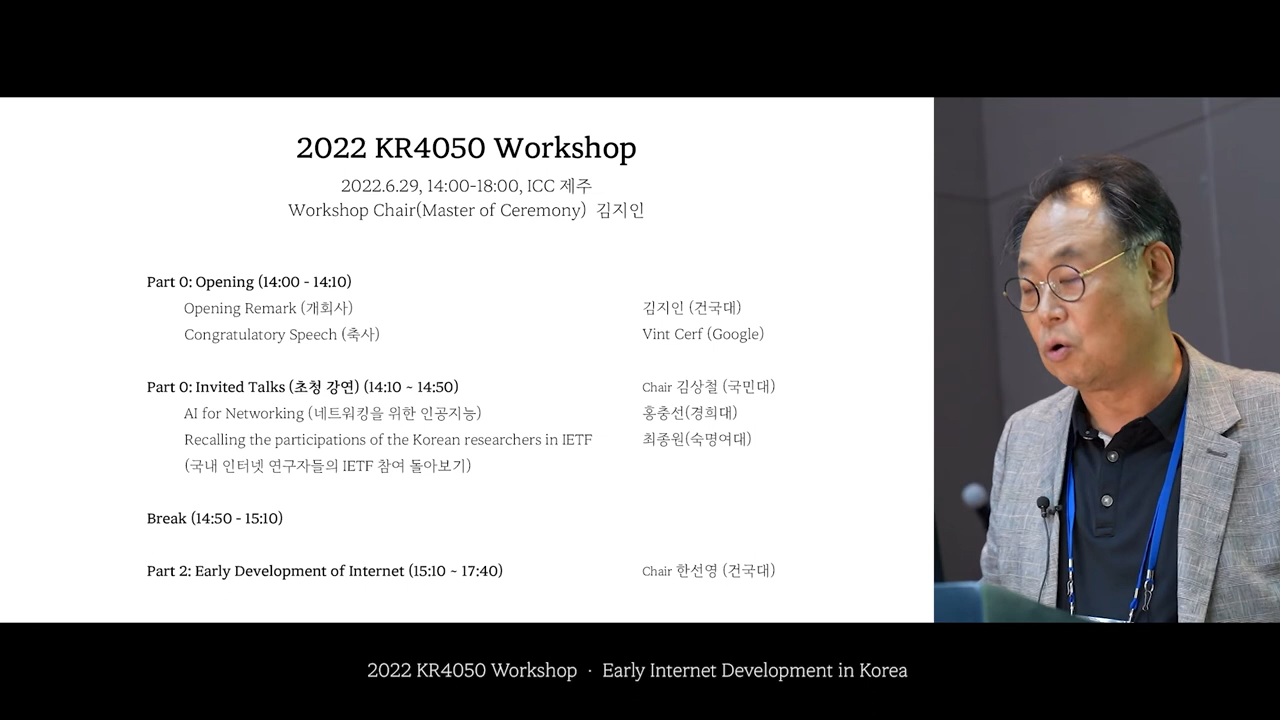 2022 KR4050 Workshop
2022.6.29, 14:00-18:00, ICC 제주
Workshop Chair(Master of Ceremony) 김지인
Part 0: Opening (14:00 - 14:10)
Opening Remark (개회사) 김지인 (건국대)
Congratulatory Speech (축사) Vint Cerf (Google)
Part 0: Invited Talks (초청 강연) (14:10 ~ 14:50) Chair 김상철 (국민대)
AI for Networking (네트워킹을 위한 인공지능) 홍충선(경희대)
Recalling the participations of the Korean researchers in IETF 최종원(숙명여대)
(국내 인터넷 연구자들의 IETF 참여 돌아보기)
Break (14:50 - 15:10)
Part 2: Early Development of Internet (15:10 ~ 17:40) Chair 한선영 (건국대)
2022 KR4050 Workshop · Early Internet Development in Korea